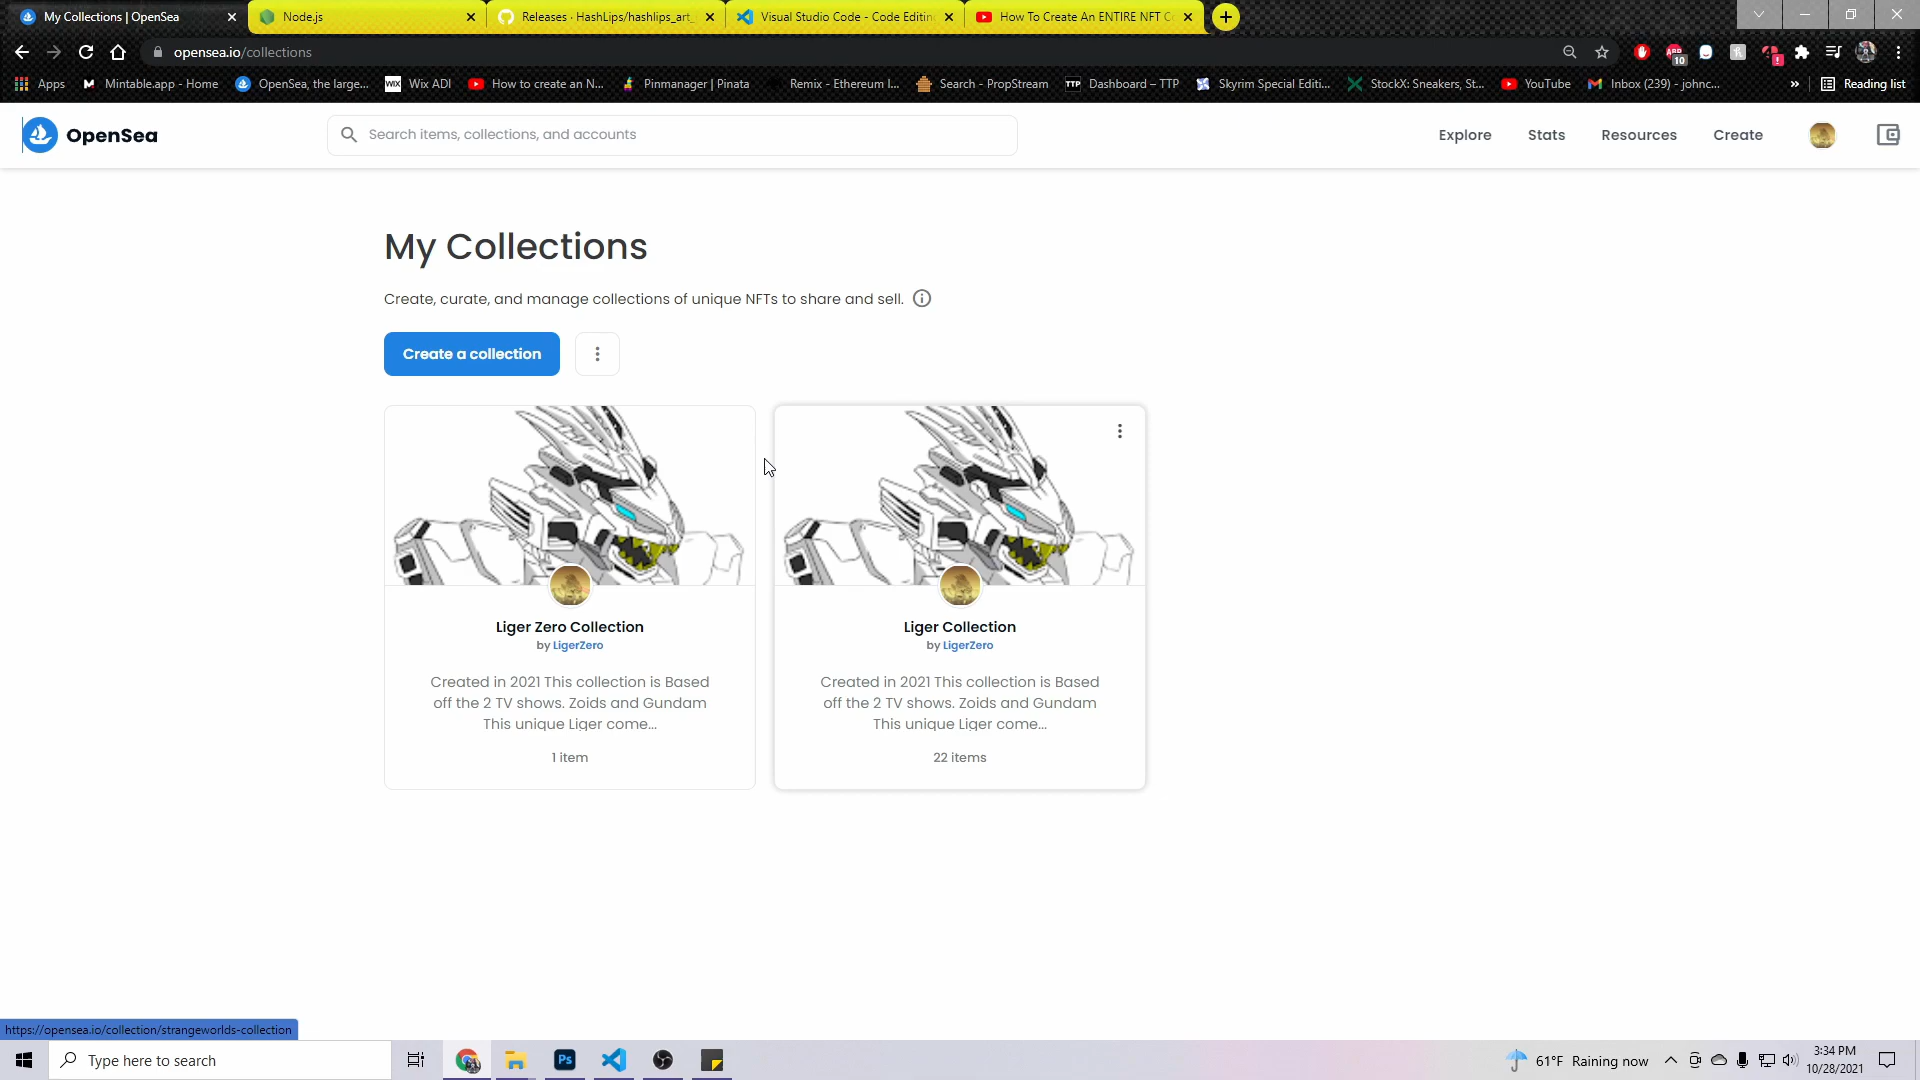 My Collections | OpenSea
Node.js
Releases · HashLips/hashlips_art_
Visual Studio Code - Code Editin
How To Create An ENTIRE NFT C
opensea.io/collections
10
Apps
Mintable.app - Home
OpenSea, the large...
WIX
Wix ADI
How to create an N...
Pinmanager | Pinata
Remix - Ethereum I...
Search - PropStream
TTP
Dashboard – TTP
Skyrim Special Editi...
StockX: Sneakers, St...
YouTube
Inbox (239) - johnc...
»
Reading list
OpenSea
Search items, collections, and accounts
Explore
Stats
Resources
Create
My Collections
Create, curate, and manage collections of unique NFTs to share and sell.
Create a collection
Liger Zero Collection
by LigerZero
Created in 2021 This collection is Based
off the 2 TV shows. Zoids and Gundam
This unique Liger come...
1 item
Liger Collection
by LigerZero
Created in 2021 This collection is Based
off the 2 TV shows. Zoids and Gundam
This unique Liger come...
22 items
https://opensea.io/collection/strangeworlds-collection
Type here to search
Ps
61°F Raining now
3:34 PM
10/28/2021